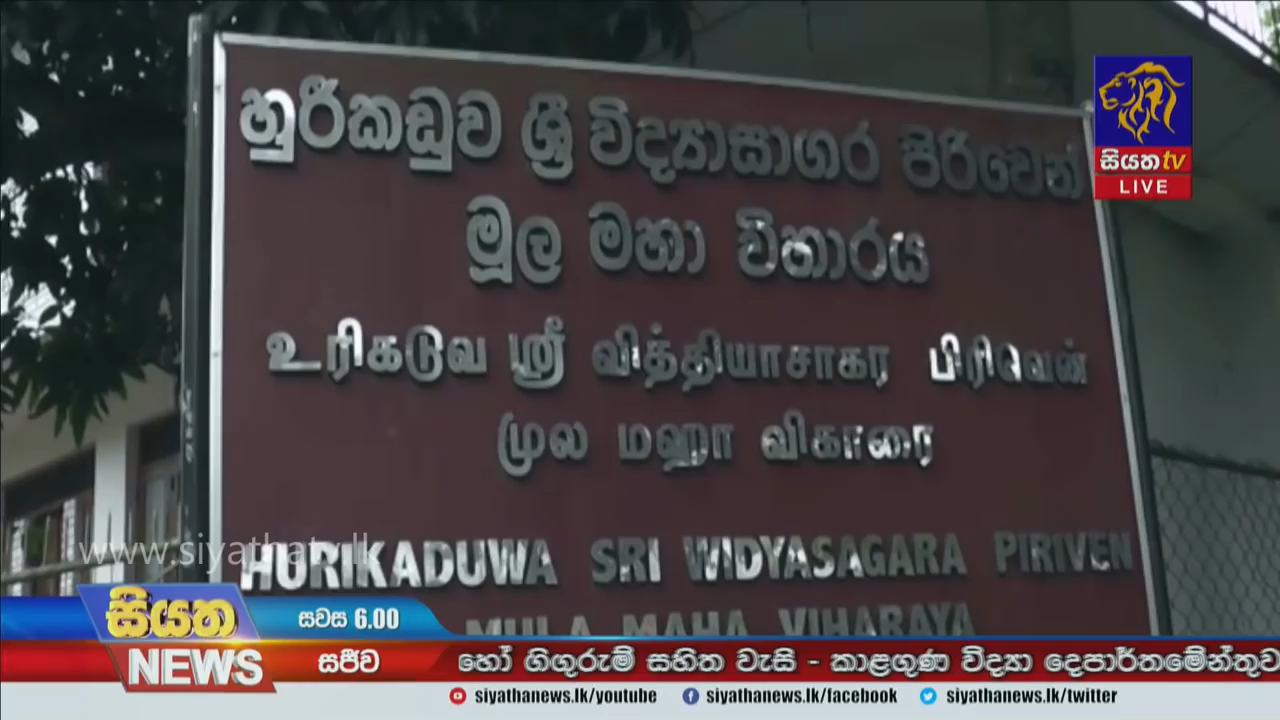 හුරීකඩුව ශ්‍රී විද්‍යාසාගර පිරිවෙන්
මූල මහා විහාරය
உரிகடுவ ஸ்ரீ வித்தியாசாகர பிரிவென்
முல மஹா விகாரை
HURIKADUWA SRI WIDYASAGARA PIRIVEN
MULA MAHA VIHARAYA
සියත tv
LIVE
www.siyathatv.lk
සියත
NEWS
සවස 6.00
සජීව
හෝ ගිගුරුම් සහිත වැසි - කාළගුණ විද්‍යා දෙපාර්තමේන්තුව
siyathanews.lk/youtube
siyathanews.lk/facebook
siyathanews.lk/twitter